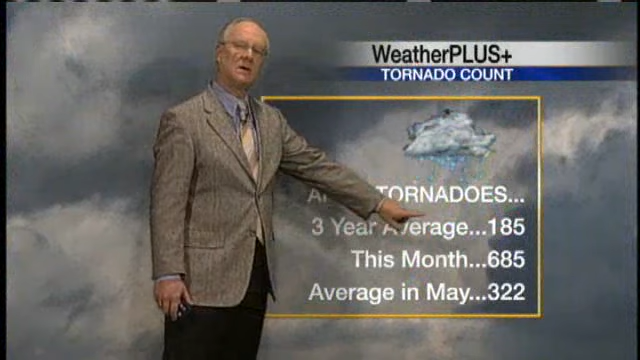 WeatherPLUS+
TORNADO COUNT
TORNADOES...
3 Year Average...185
This Month...685
Average in May...322